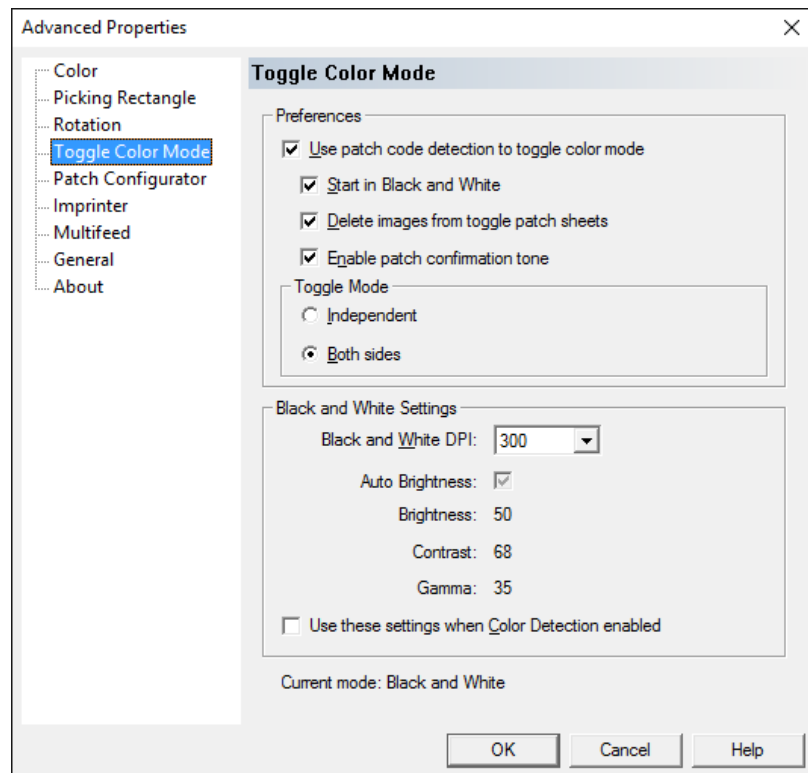 Advanced Properties
Color
Picking Rectangle
Rotation
Toggle Color Mode
Patch Configurator
Imprinter
Multifeed
General
About
Toggle Color Mode
Preferences
Use patch code detection to toggle color mode
Start in Black and White
Delete images from toggle patch sheets
Enable patch confirmation tone
Toggle Mode
Independent
Both sides
Black and White Settings
Black and White DPI: 300
Auto Brightness:
Brightness: 50
Contrast: 68
Gamma: 35
Use these settings when Color Detection enabled
Current mode: Black and White
OK Cancel Help